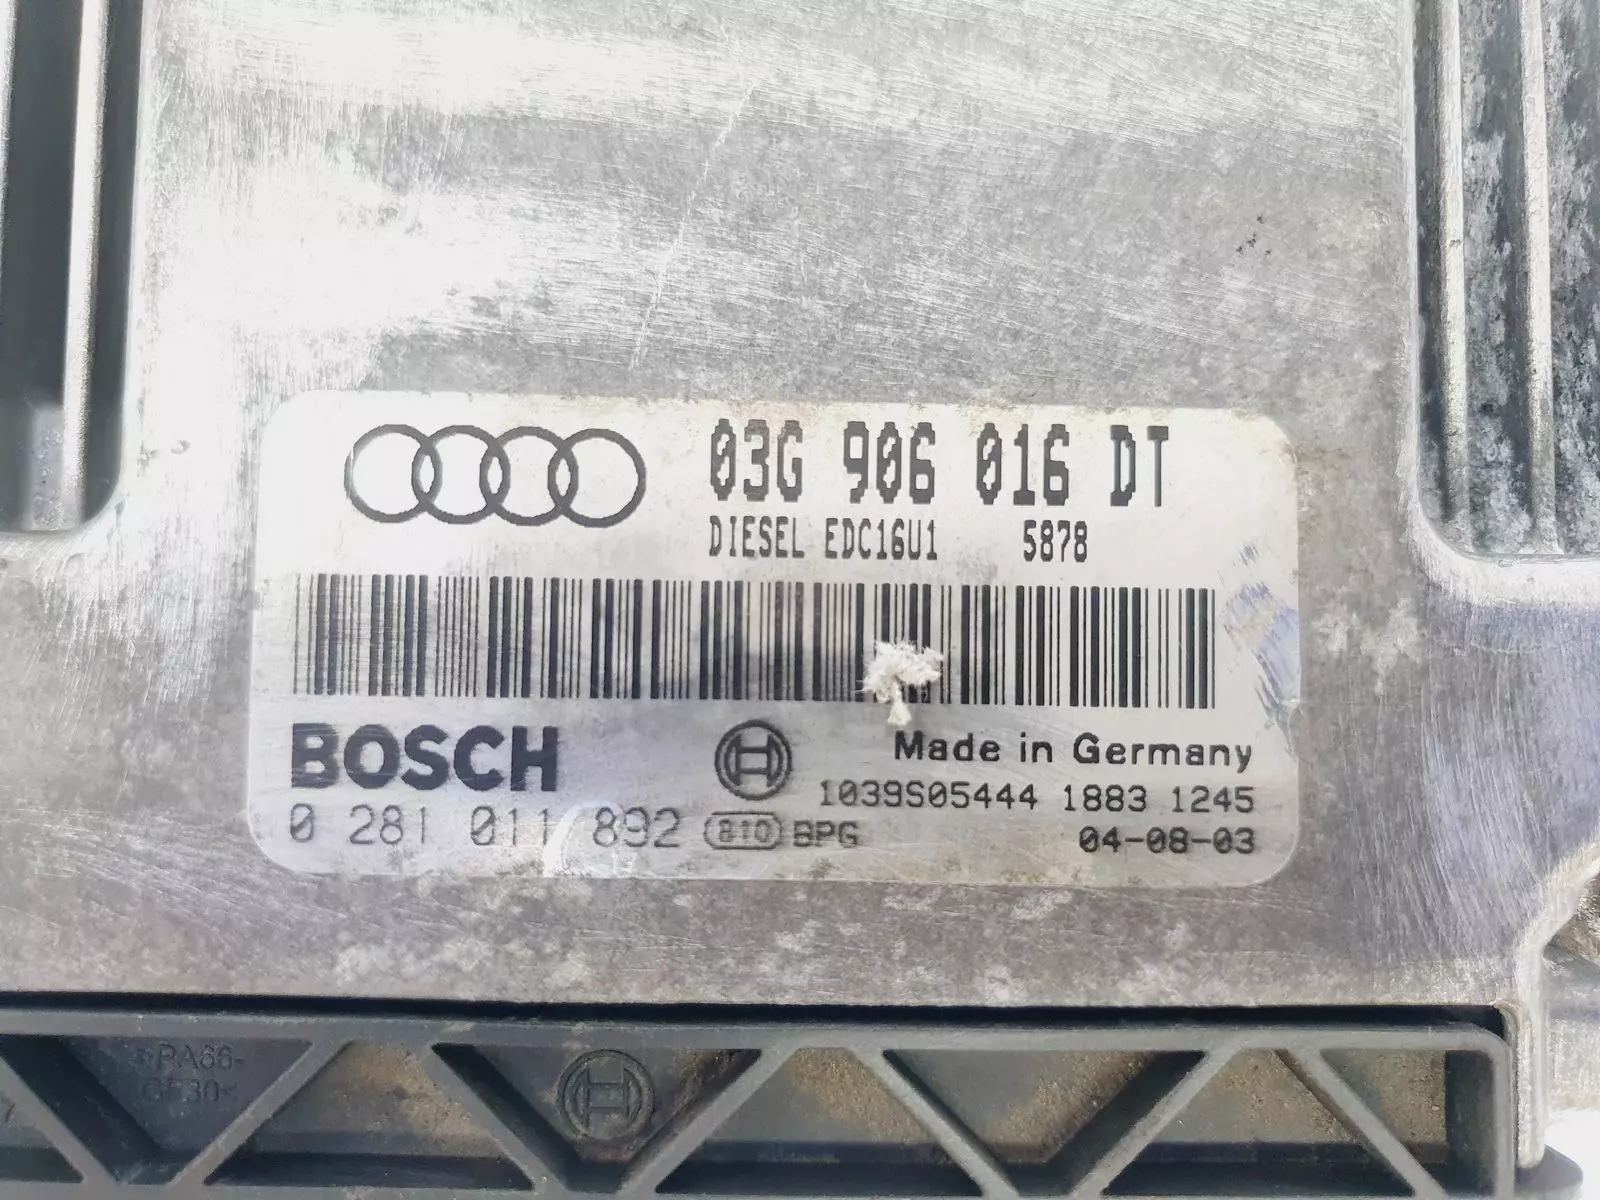 03G 906 016 DT
DIESEL EDC16U1 5878
BOSCH
Made in Germany
1039S05444 1883 1245
0 281 011 892 BPG
04-08-03
>PA66-
GF30<